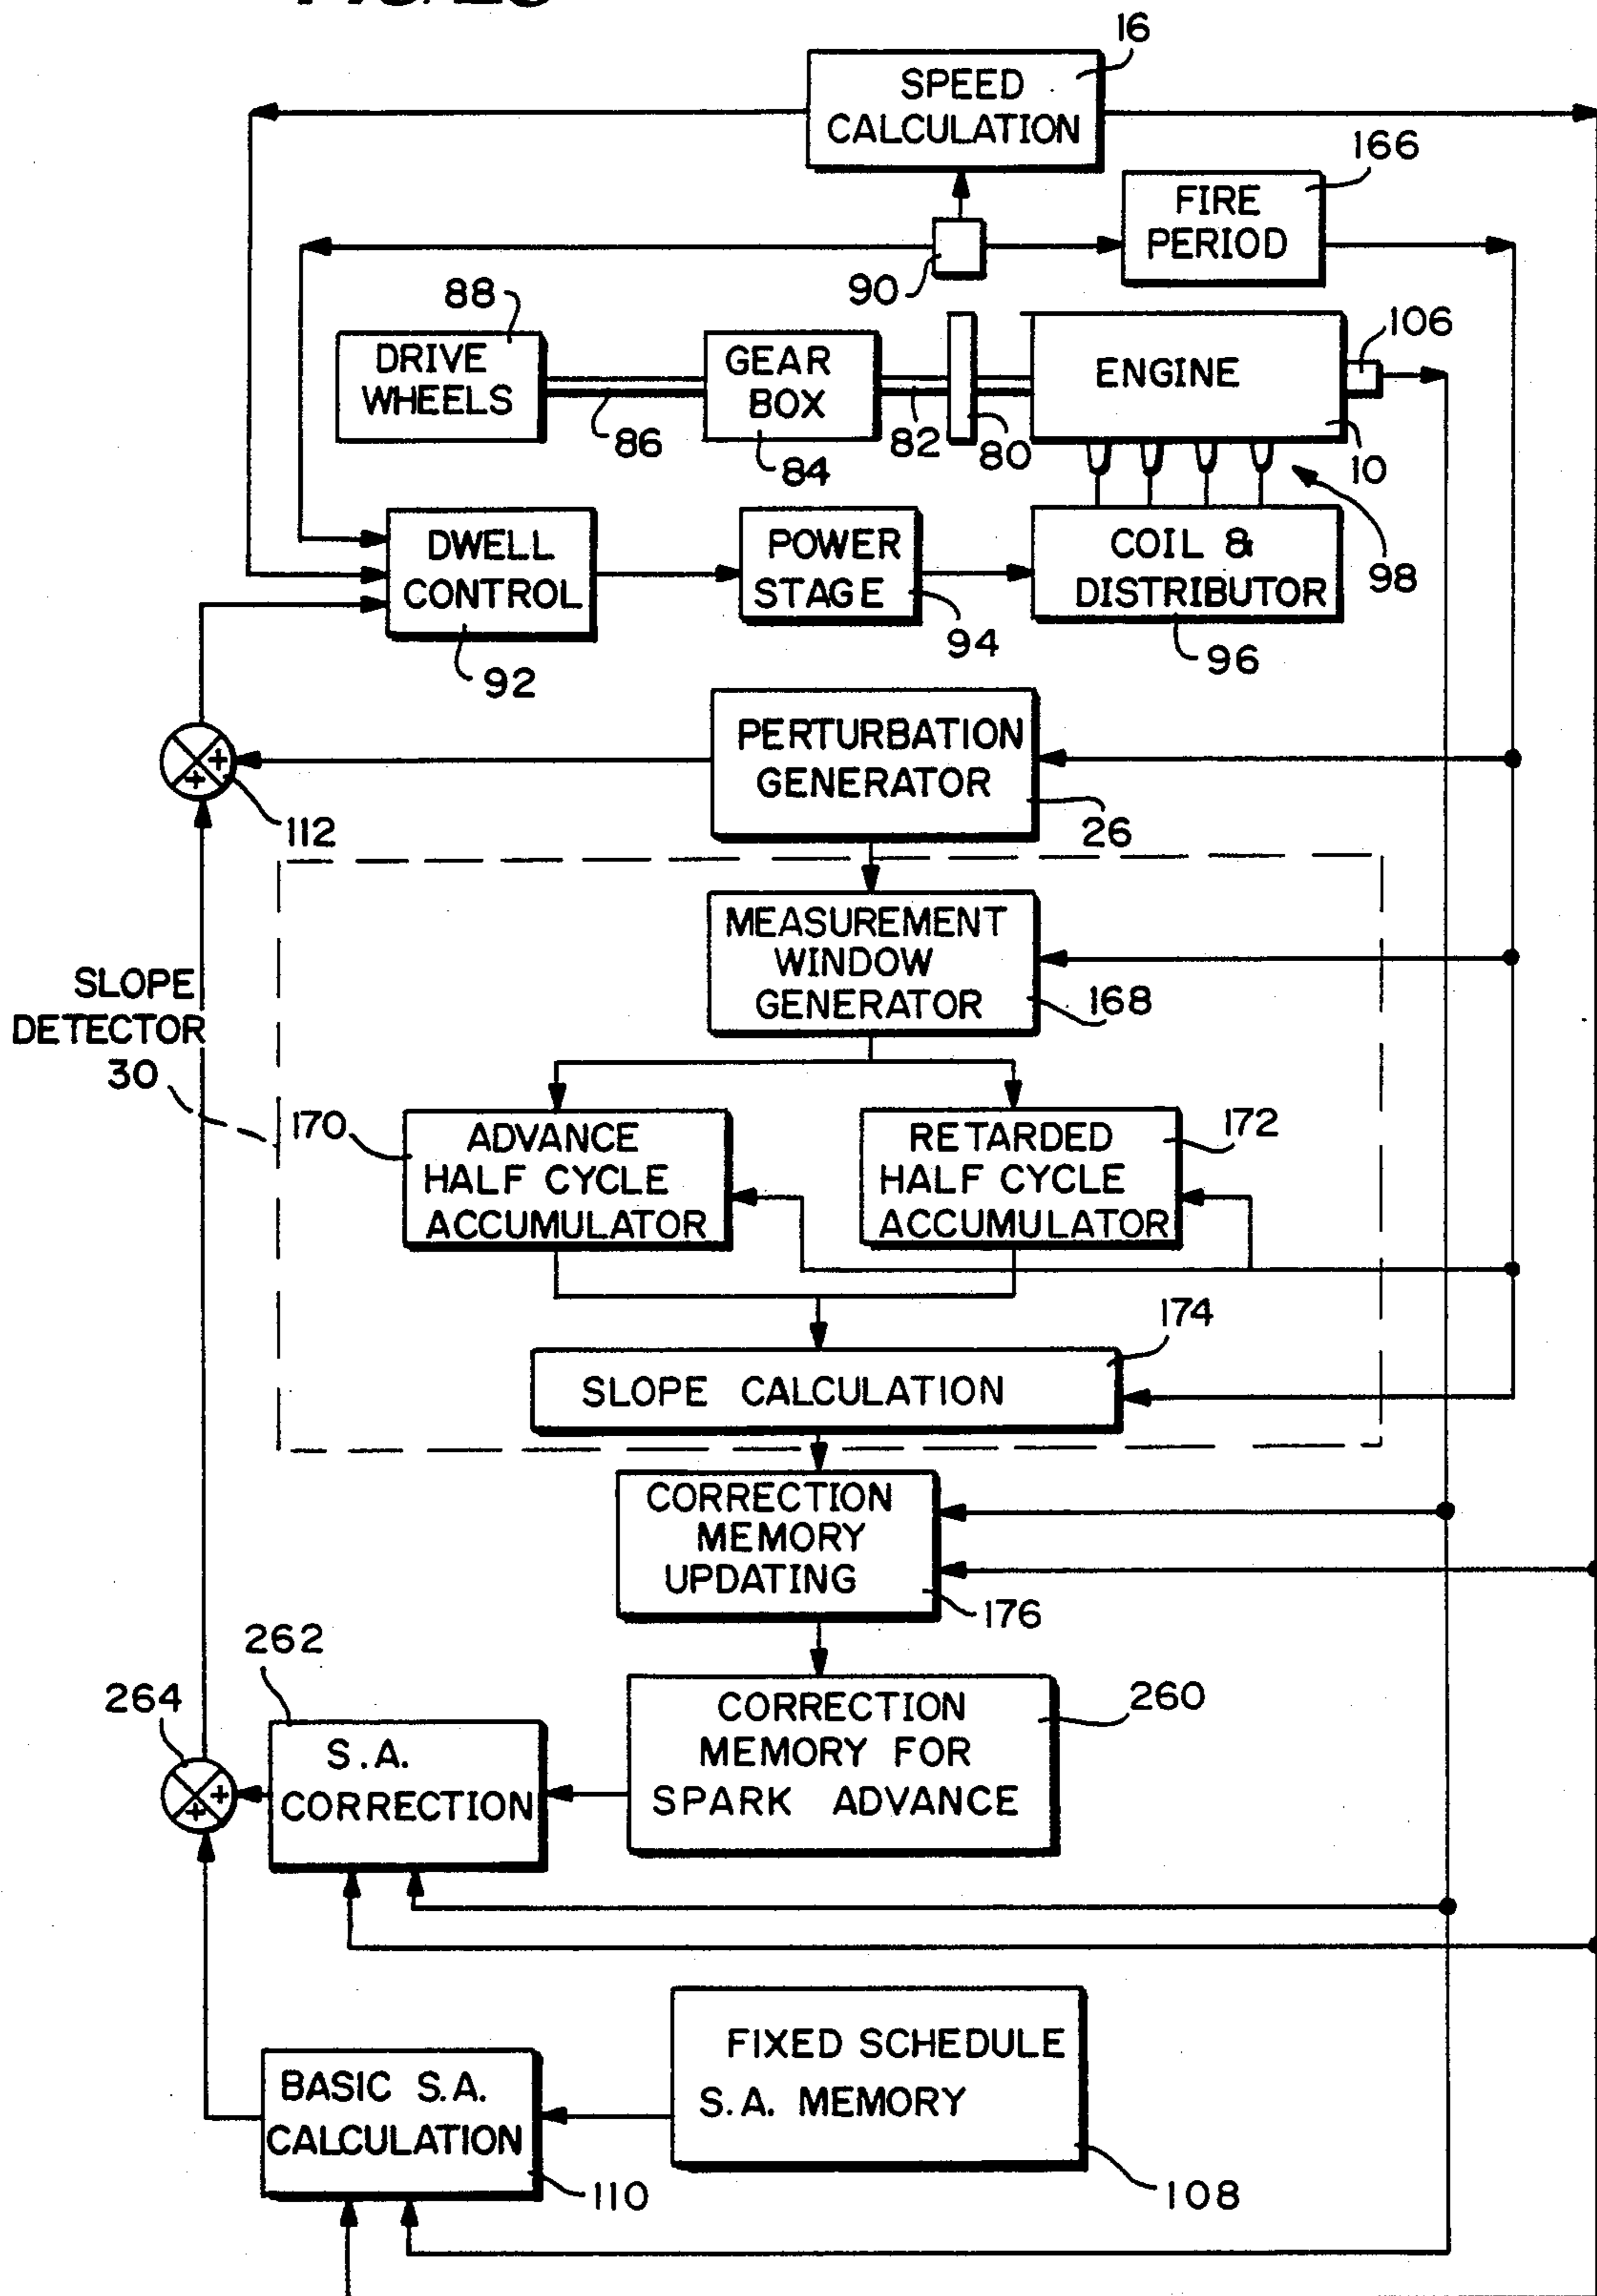 16
SPEED
CALCULATION
166
FIRE
PERIOD
90
88
106
DRIVE
WHEELS
GEAR
BOX
ENGINE
86
84
82
80
10
98
DWELL
CONTROL
POWER
STAGE
COIL &
DISTRIBUTOR
92
94
96
PERTURBATION
GENERATOR
+
+
112
26
MEASUREMENT
WINDOW
GENERATOR
168
SLOPE
DETECTOR
30
170
ADVANCE
HALF CYCLE
ACCUMULATOR
RETARDED
HALF CYCLE
ACCUMULATOR
172
174
SLOPE CALCULATION
CORRECTION
MEMORY
UPDATING
176
262
264
S.A.
CORRECTION
+
+
CORRECTION
MEMORY FOR
SPARK ADVANCE
260
FIXED SCHEDULE
S.A. MEMORY
BASIC S.A.
CALCULATION
110
108